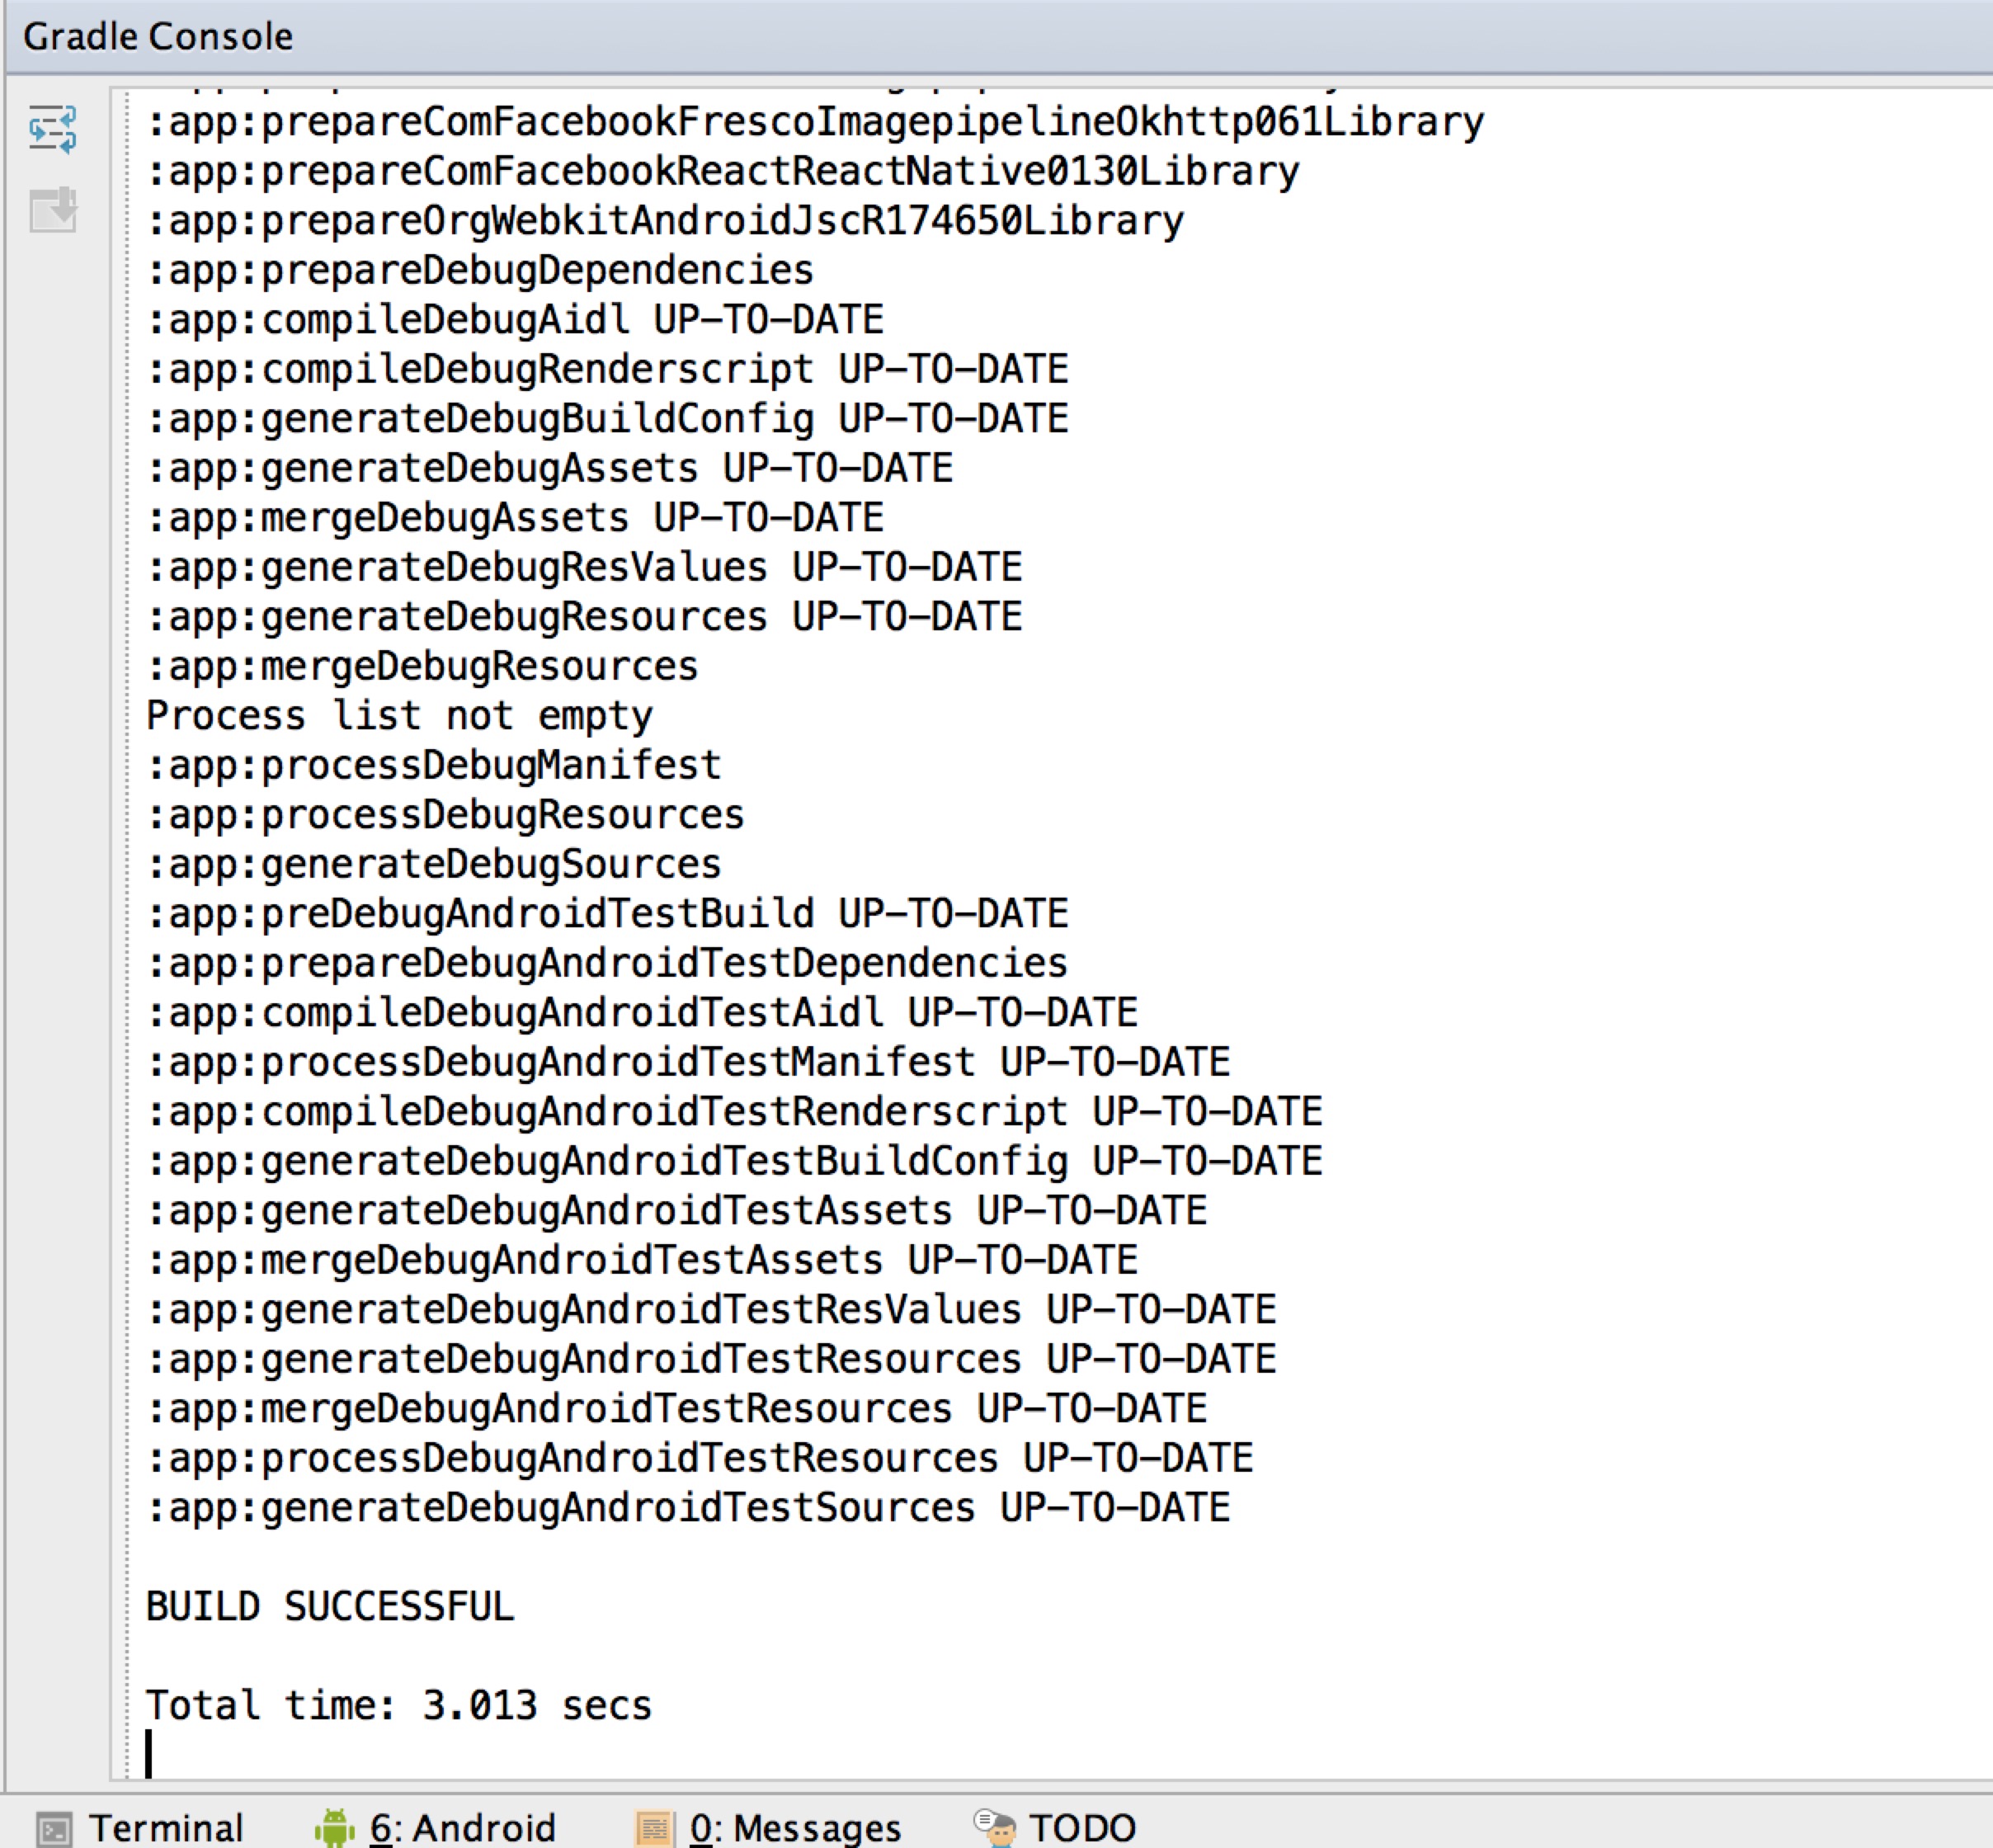 Gradle Console
:app:prepareComFacebookFrescoImagepipelineOkhttp061Library
:app:prepareComFacebookReactReactNative0130Library
:app:prepareOrgWebkitAndroidJscR174650Library
:app:prepareDebugDependencies
:app:compileDebugAidl UP-TO-DATE
:app:compileDebugRenderscript UP-TO-DATE
:app:generateDebugBuildConfig UP-TO-DATE
:app:generateDebugAssets UP-TO-DATE
:app:mergeDebugAssets UP-TO-DATE
:app:generateDebugResValues UP-TO-DATE
:app:generateDebugResources UP-TO-DATE
:app:mergeDebugResources
Process list not empty
:app:processDebugManifest
:app:processDebugResources
:app:generateDebugSources
:app:preDebugAndroidTestBuild UP-TO-DATE
:app:prepareDebugAndroidTestDependencies
:app:compileDebugAndroidTestAidl UP-TO-DATE
:app:processDebugAndroidTestManifest UP-TO-DATE
:app:compileDebugAndroidTestRenderscript UP-TO-DATE
:app:generateDebugAndroidTestBuildConfig UP-TO-DATE
:app:generateDebugAndroidTestAssets UP-TO-DATE
:app:mergeDebugAndroidTestAssets UP-TO-DATE
:app:generateDebugAndroidTestResValues UP-TO-DATE
:app:generateDebugAndroidTestResources UP-TO-DATE
:app:mergeDebugAndroidTestResources UP-TO-DATE
:app:processDebugAndroidTestResources UP-TO-DATE
:app:generateDebugAndroidTestSources UP-TO-DATE
BUILD SUCCESSFUL
Total time: 3.013 secs
Terminal 6: Android 0: Messages TODO